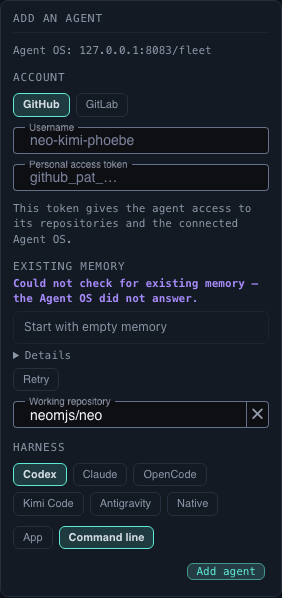 ADD AN AGENT
Agent OS: 127.0.0.1:8083/fleet
ACCOUNT
GitHub
GitLab
Username
neo-kimi-phoebe
Personal access token
github_pat_…
This token gives the agent access to
its repositories and the connected
Agent OS.
EXISTING MEMORY
Could not check for existing memory —
the Agent OS did not answer.
Start with empty memory
▶ Details
Retry
Working repository
neomjs/neo
HARNESS
Codex
Claude
OpenCode
Kimi Code
Antigravity
Native
App
Command line
Add agent